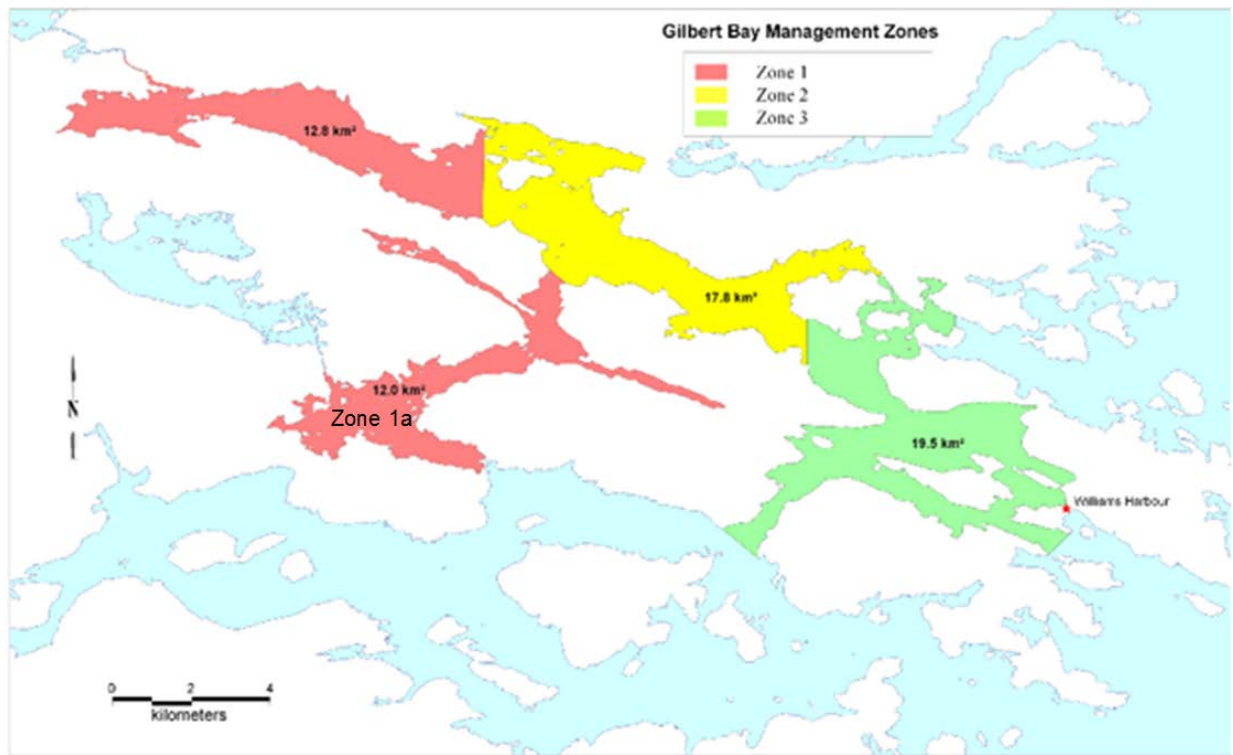 Gilbert Bay Management Zones
Zone 1
Zone 2
Zone 3
12.8 km²
17.8 km²
12.0 km²
Zone 1a
19.5 km²
Williams Harbour
N
0 2 4
kilometers